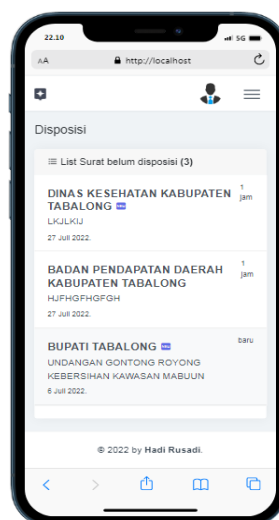 22.10
5G
AA
http://localhost
Disposisi
List Surat belum disposisi (3)
DINAS KESEHATAN KABUPATEN TABALONG
1 jam
LKJLKIJ
27 Juli 2022.
BADAN PENDAPATAN DAERAH KABUPATEN TABALONG
1 jam
HJFHGFHGFGH
27 Juli 2022.
BUPATI TABALONG
baru
UNDANGAN GONTONG ROYONG
KEBERSIHAN KAWASAN MABUUN
6 Juli 2022.
© 2022 by Hadi Rusadi.